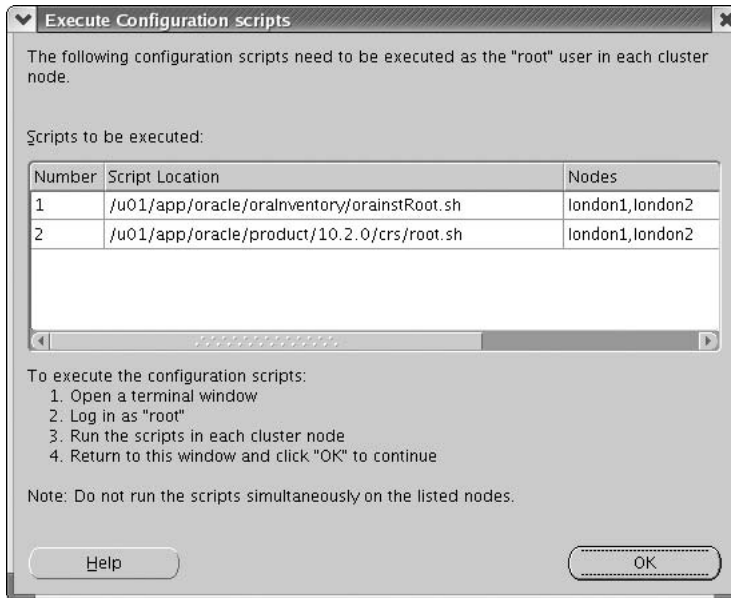 Execute Configuration scripts
The following configuration scripts need to be executed as the "root" user in each cluster
node.
Scripts to be executed:
Number Script Location Nodes
1 /u01/app/oracle/oraInventory/orainstRoot.sh london1,london2
2 /u01/app/oracle/product/10.2.0/crs/root.sh london1,london2
To execute the configuration scripts:
1. Open a terminal window
2. Log in as "root"
3. Run the scripts in each cluster node
4. Return to this window and click "OK" to continue
Note: Do not run the scripts simultaneously on the listed nodes.
Help OK